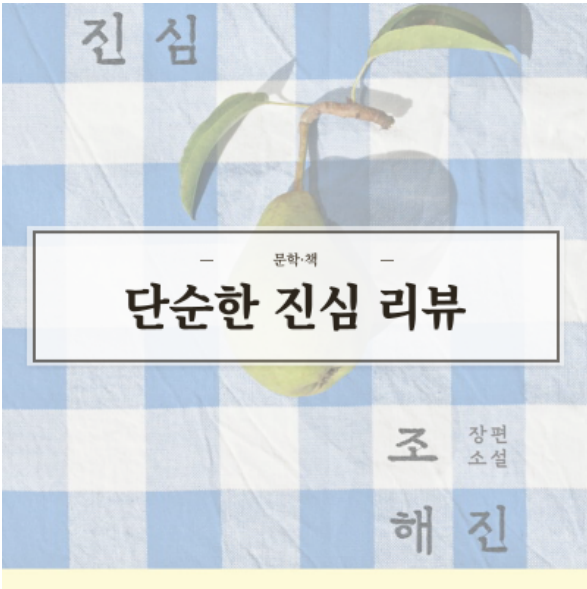 진 심
— 문학·책 —
단순한 진심 리뷰
조 장편
소설
해 진